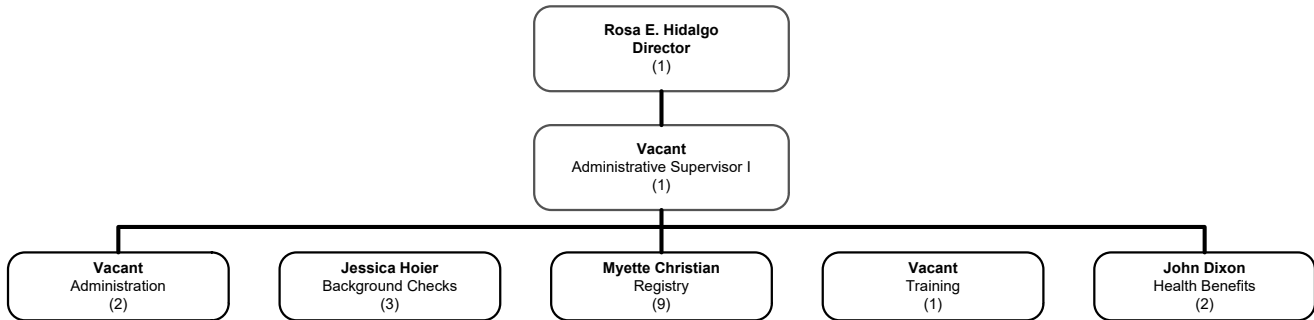 Rosa E. Hidalgo
Director
(1)
Vacant
Administrative Supervisor I
(1)
Vacant
Administration
(2)
Jessica Hoier
Background Checks
(3)
Myette Christian
Registry
(9)
Vacant
Training
(1)
John Dixon
Health Benefits
(2)